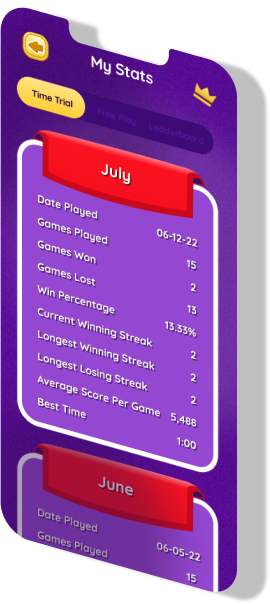 My Stats
Time Trial Free Play Leaderboard
July
Date Played 06-12-22
Games Played 15
Games Won 2
Games Lost 13
Win Percentage 13.33%
Current Winning Streak 2
Longest Winning Streak 2
Longest Losing Streak 2
Average Score Per Game 5,488
Best Time 1:00
June
Date Played 06-05-22
Games Played 15